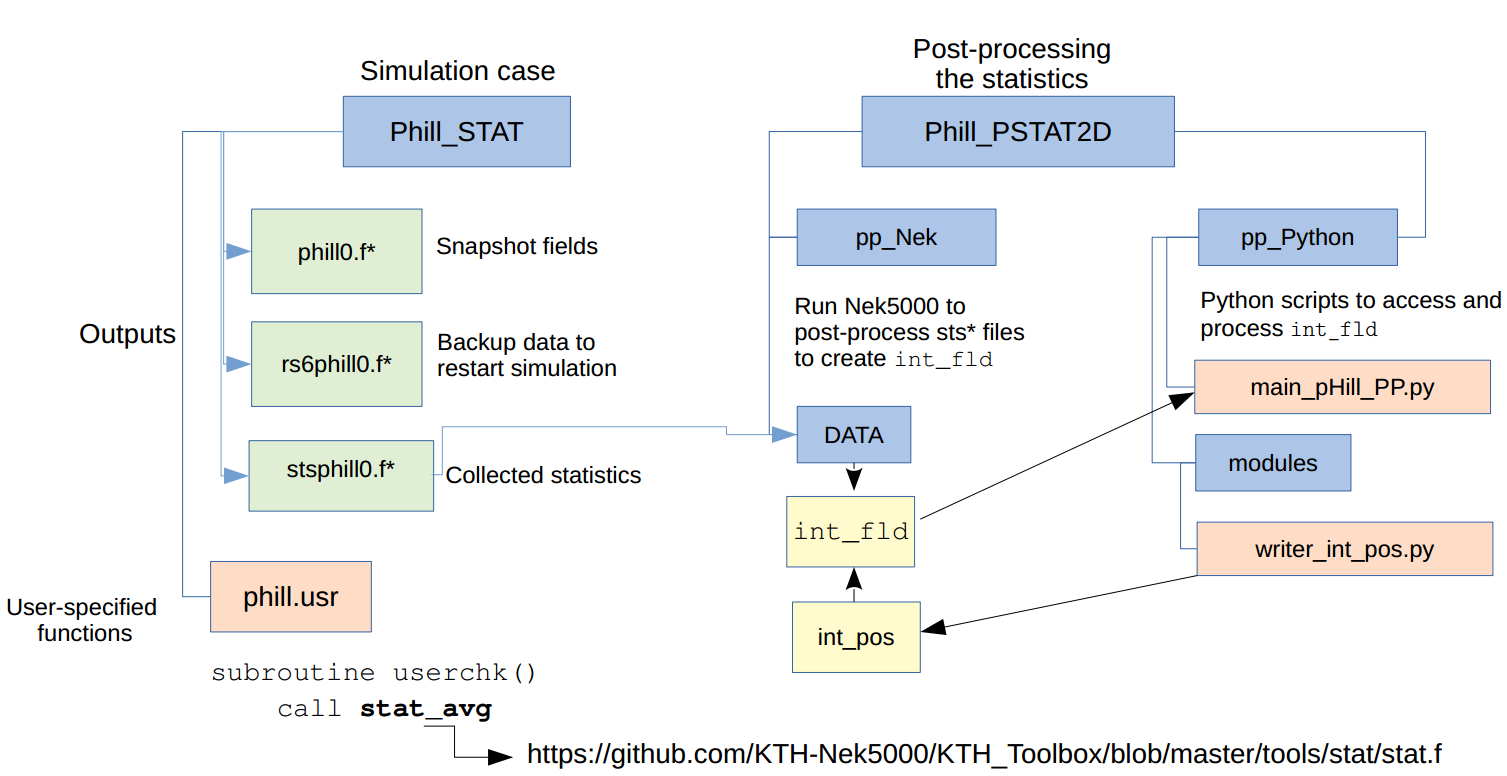 Simulation case
Phill_STAT
Outputs
phill0.f*
Snapshot fields
rs6phill0.f*
Backup data to
restart simulation
stsphill0.f*
Collected statistics
User-specified
functions
phill.usr
subroutine userchk()
call stat_avg
https://github.com/KTH-Nek5000/KTH_Toolbox/blob/master/tools/stat/stat.f
Post-processing
the statistics
Phill_PSTAT2D
pp_Nek
Run Nek5000 to
post-process sts* files
to create int_fld
DATA
int_fld
int_pos
pp_Python
Python scripts to access and
process int_fld
main_pHill_PP.py
modules
writer_int_pos.py